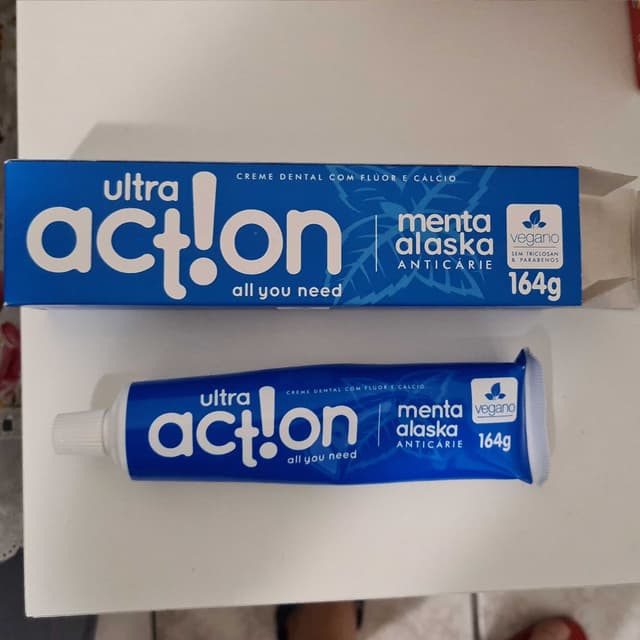 ultra
act!on
all you need
CREME DENTAL COM FLÚOR E CÁLCIO
menta
alaska
ANTICÁRIE
vegano
SEM TRICLOSAN
& PARABENOS
164g
ultra
act!on
all you need
CREME DENTAL COM FLÚOR E CÁLCIO
menta
alaska
ANTICÁRIE
vegano
164g